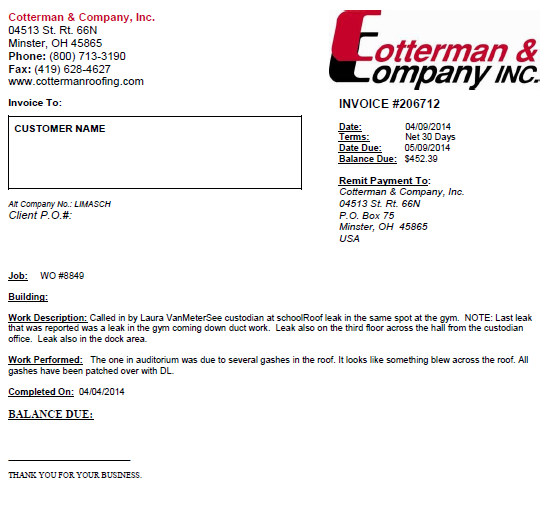 Cotterman & Company, Inc.
04513 St. Rt. 66N
Minster, OH 45865
Phone: (800) 713-3190
Fax: (419) 628-4627
www.cottermanroofing.com
Cotterman &
Company INC.
Invoice To:
INVOICE #206712
CUSTOMER NAME
Date: 04/09/2014
Terms: Net 30 Days
Date Due: 05/09/2014
Balance Due: $452.39
Remit Payment To:
Cotterman & Company, Inc.
04513 St. Rt. 66N
P.O. Box 75
Minster, OH 45865
USA
Alt Company No.: LIMASCH
Client P.O.#:
Job: WO #8849
Building:
Work Description: Called in by Laura VanMeterSee custodian at schoolRoof leak in the same spot at the gym. NOTE: Last leak
that was reported was a leak in the gym coming down duct work. Leak also on the third floor across the hall from the custodian
office. Leak also in the dock area.
Work Performed: The one in auditorium was due to several gashes in the roof. It looks like something blew across the roof. All
gashes have been patched over with DL.
Completed On: 04/04/2014
BALANCE DUE:
THANK YOU FOR YOUR BUSINESS.